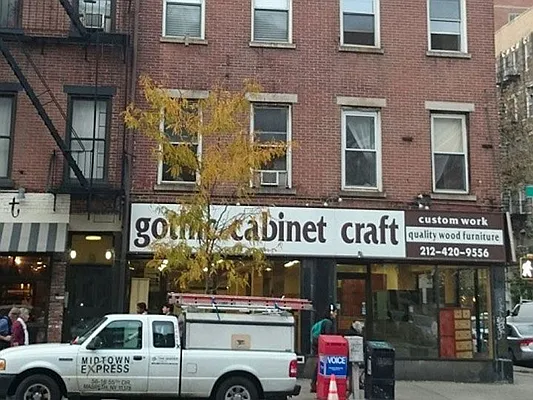 gothic cabinet craft
custom work
quality wood furniture
212-420-9556
MIDTOWN
EXPRESS
VOICE